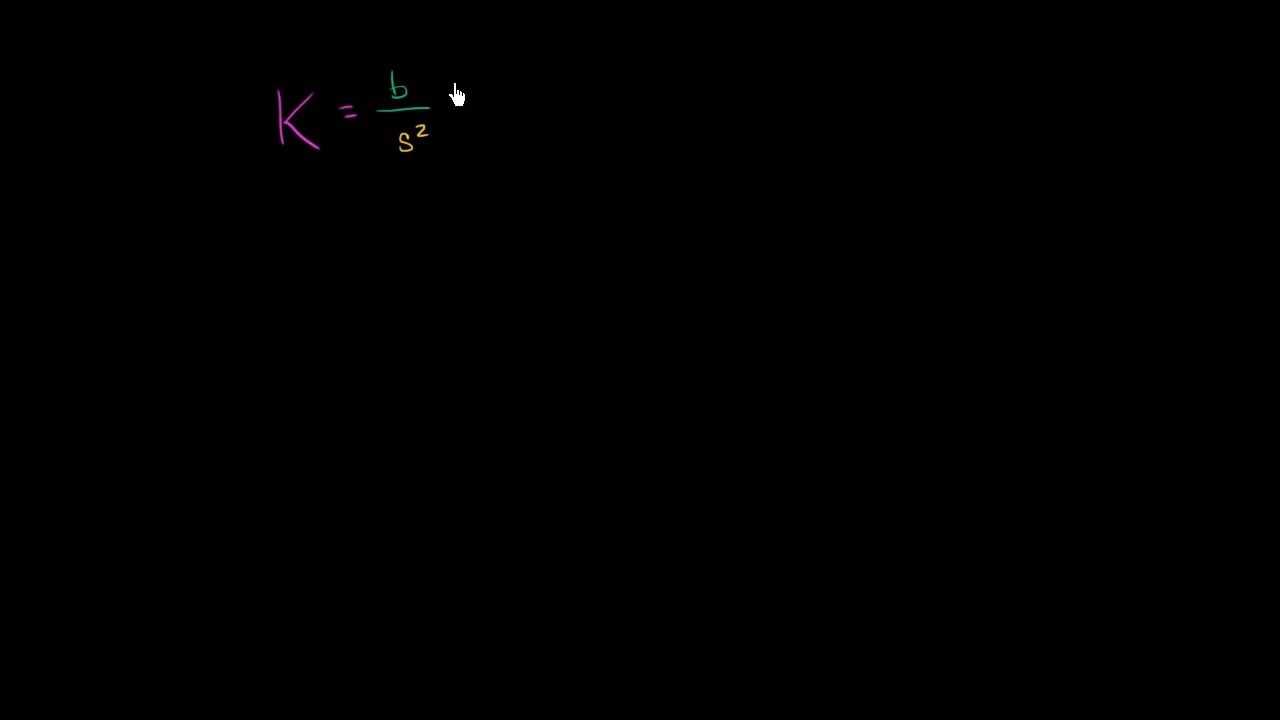 K = b/s²